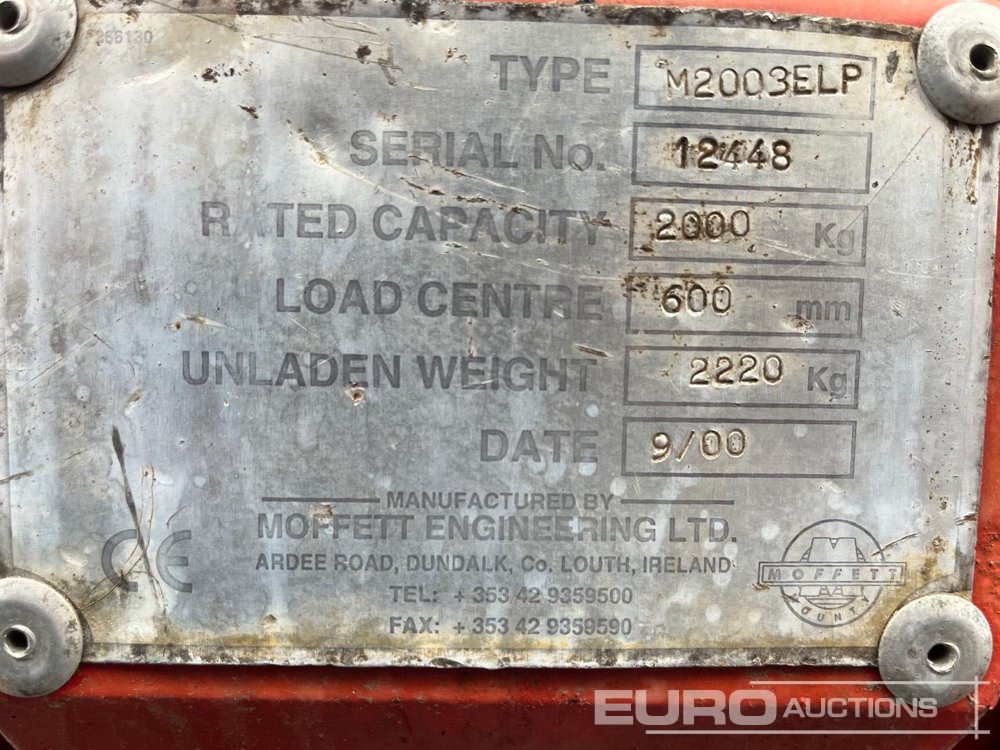 266130
TYPE M2003ELP
SERIAL No. 12448
RATED CAPACITY 2000 Kg
LOAD CENTRE 600 mm
UNLADEN WEIGHT 2220 Kg
DATE 9/00
MANUFACTURED BY
MOFFETT ENGINEERING LTD.
ARDEE ROAD, DUNDALK, Co. LOUTH, IRELAND
TEL: + 353 42 9359500
FAX: + 353 42 9359590
CE
MOFFETT
MOUNTY
EURO AUCTIONS